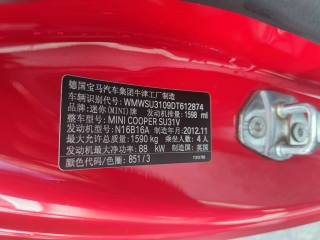 德国宝马汽车集团牛津工厂制造
车辆识别代号: WMWSU3109DT612874
品牌: 迷你(MINI)牌 发动机排量: 1598 ml
整车型号: MINI COOPER SU31V
发动机型号: N16B16A 制造年月: 2012.11
最大允许总质量: 1590 kg 乘坐人数: 4人
发动机最大净功率: 88 kW 制造国: 英国
颜色代码/色圈: 851/3